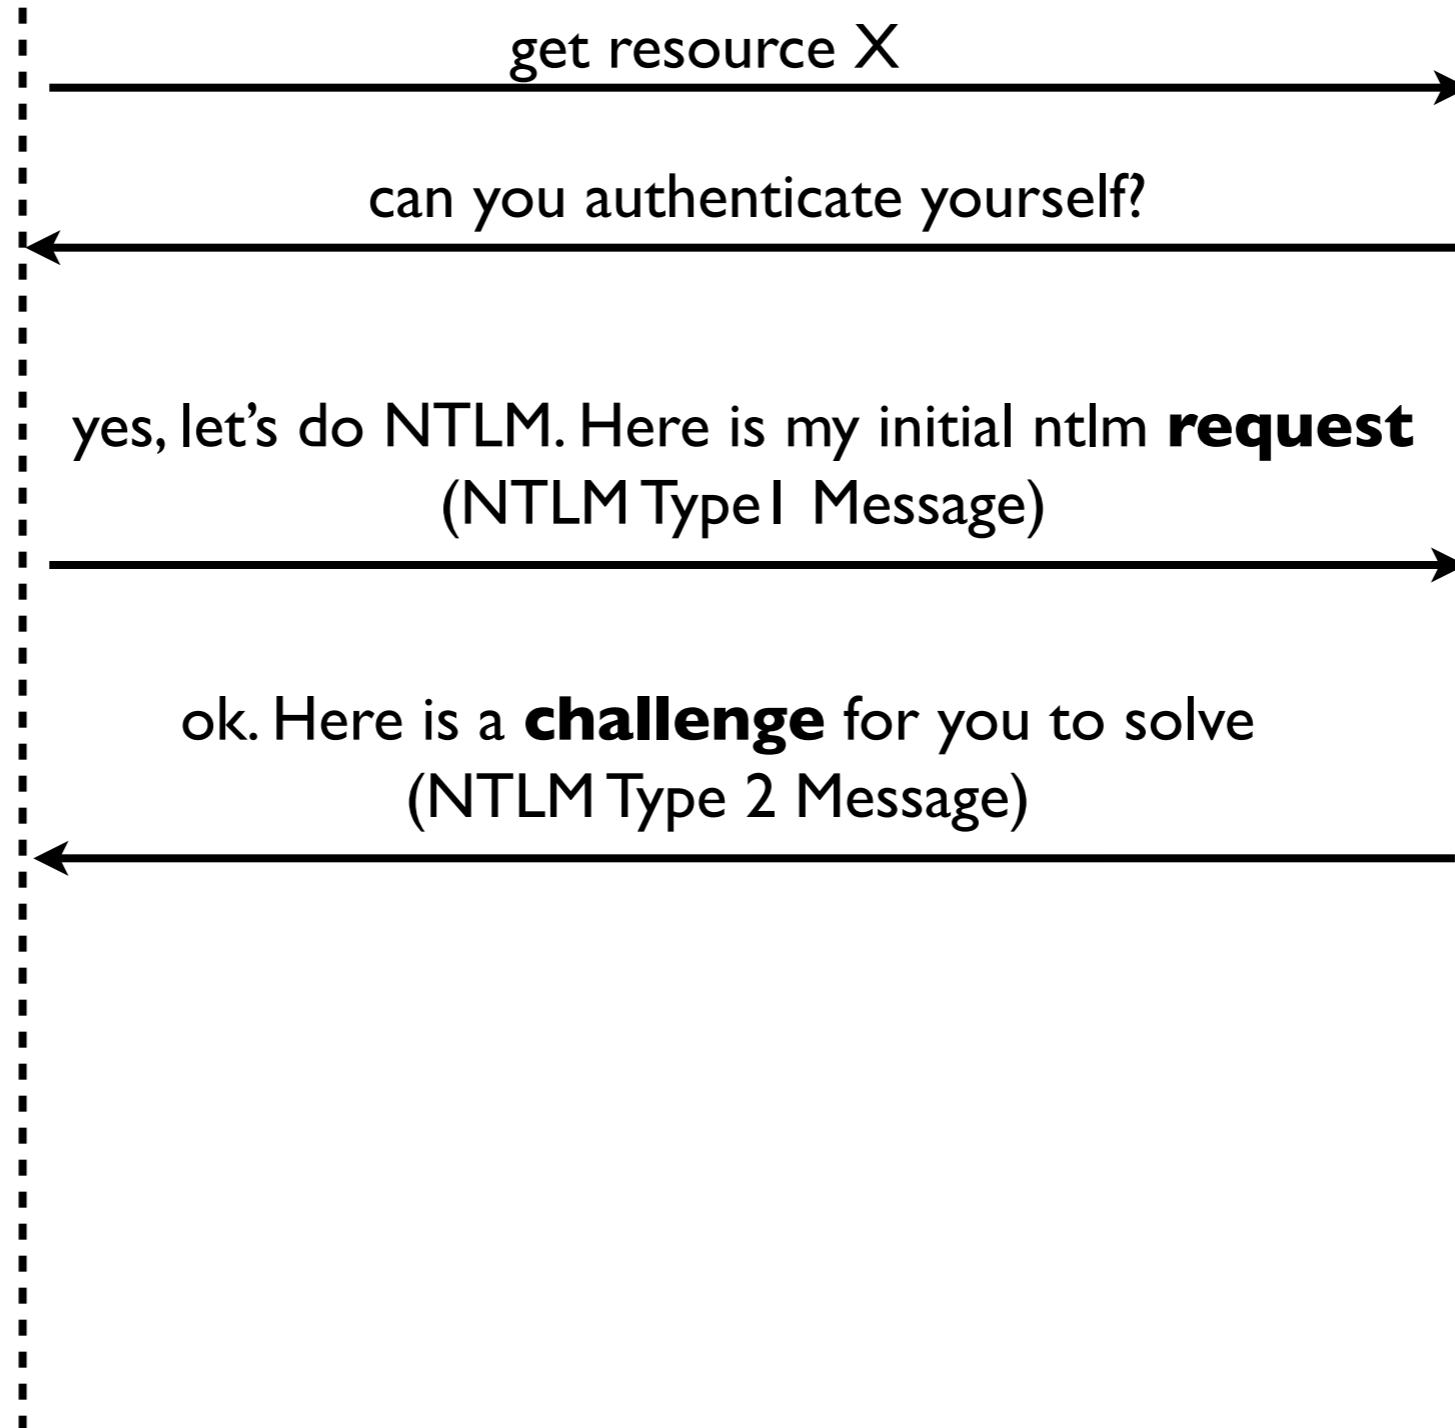 get resource X
can you authenticate yourself?
yes, let’s do NTLM. Here is my initial ntlm request
(NTLM Type1 Message)
ok. Here is a challenge for you to solve
(NTLM Type 2 Message)